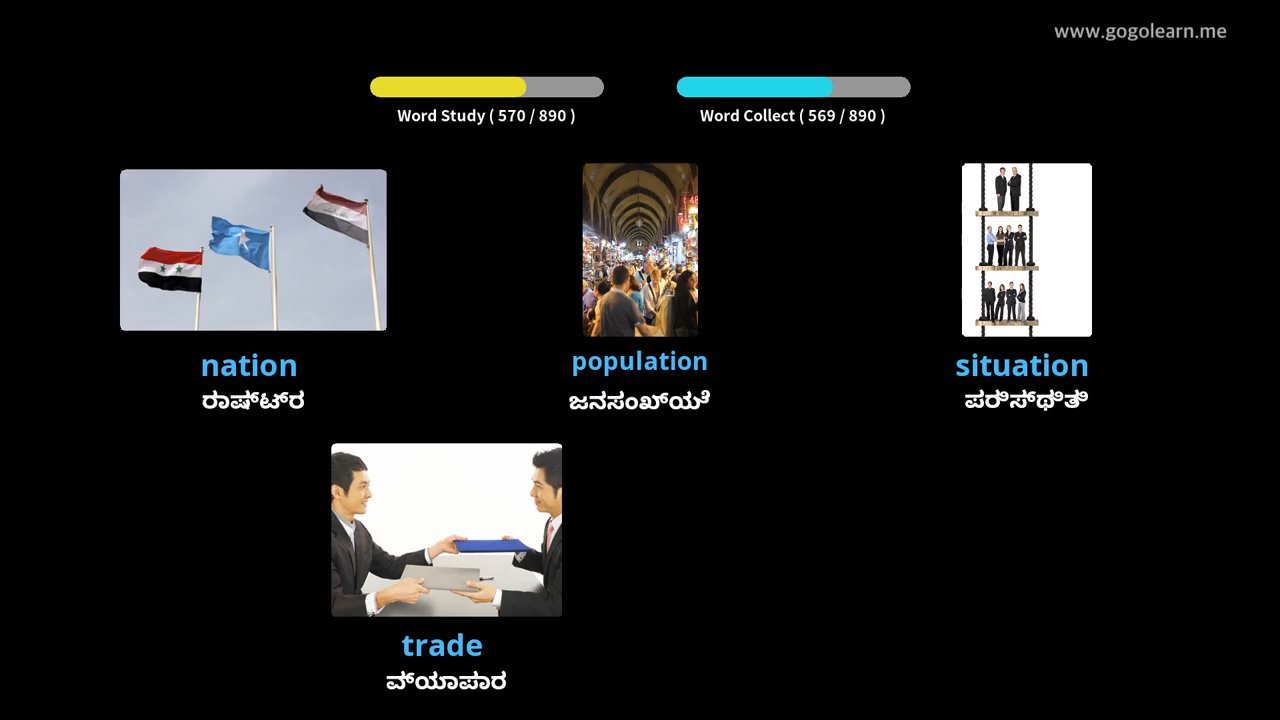 www.gogolearn.me
Word Study ( 570 / 890 )
Word Collect ( 569 / 890 )
nation
ರಾಷ್ಟ್ರ
population
ಜನಸಂಖ್ಯೆ
situation
ಪರಿಸ್ಥಿತಿ
trade
ವ್ಯಾಪಾರ